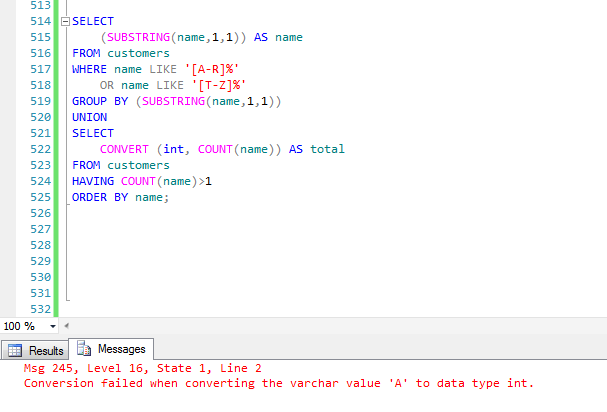 513
514 SELECT
515 (SUBSTRING(name,1,1)) AS name
516 FROM customers
517 WHERE name LIKE '[A-R]%'
518 OR name LIKE '[T-Z]%'
519 GROUP BY (SUBSTRING(name,1,1))
520 UNION
521 SELECT
522 CONVERT (int, COUNT(name)) AS total
523 FROM customers
524 HAVING COUNT(name)>1
525 ORDER BY name;
526
527
528
529
530
531
532
100 %
Results Messages
Msg 245, Level 16, State 1, Line 2
Conversion failed when converting the varchar value 'A' to data type int.